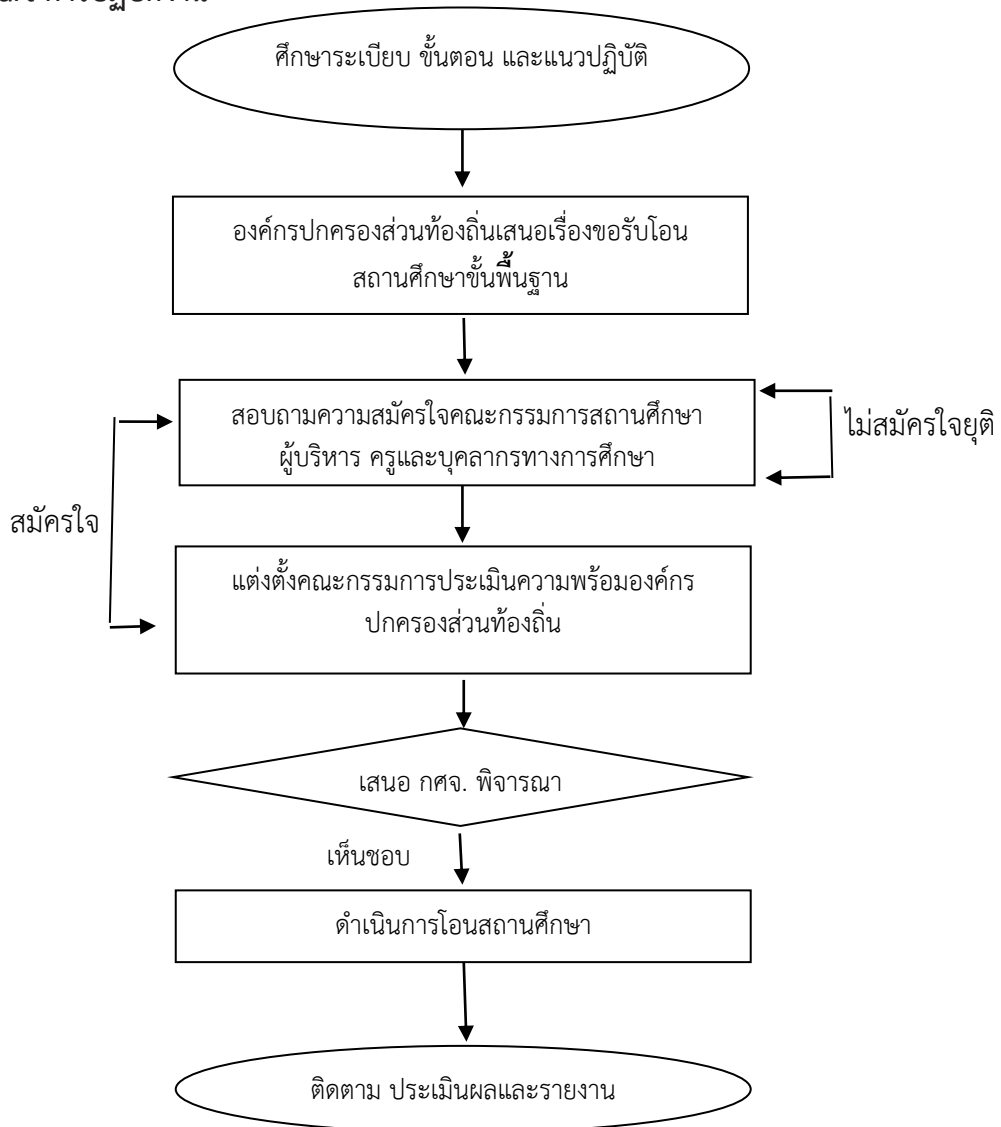 ศึกษาระเบียบ ขั้นตอน และแนวปฏิบัติ
องค์กรปกครองส่วนท้องถิ่นเสนอเรื่องขอรับโอน
สถานศึกษาขั้นพื้นฐาน
สอบถามความสมัครใจคณะกรรมการสถานศึกษา
ผู้บริหาร ครูและบุคลากรทางการศึกษา
ไม่สมัครใจยุติ
สมัครใจ
แต่งตั้งคณะกรรมการประเมินความพร้อมองค์กร
ปกครองส่วนท้องถิ่น
เสนอ กศจ. พิจารณา
เห็นชอบ
ดำเนินการโอนสถานศึกษา
ติดตาม ประเมินผลและรายงาน